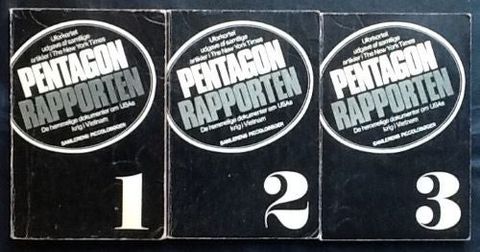 Uforkortet
udgave af samtlige
artikler i The New York Times
PENTAGON
RAPPORTEN
De hemmelige dokumenter om USAs
krig i Vietnam
SAMLERENS PICCOLOBØGER
1
Uforkortet
udgave af samtlige
artikler i The New York Times
PENTAGON
RAPPORTEN
De hemmelige dokumenter om USAs
krig i Vietnam
SAMLERENS PICCOLOBØGER
2
Uforkortet
udgave af samtlige
artikler i The New York Times
PENTAGON
RAPPORTEN
De hemmelige dokumenter om USAs
krig i Vietnam
SAMLERENS PICCOLOBØGER
3